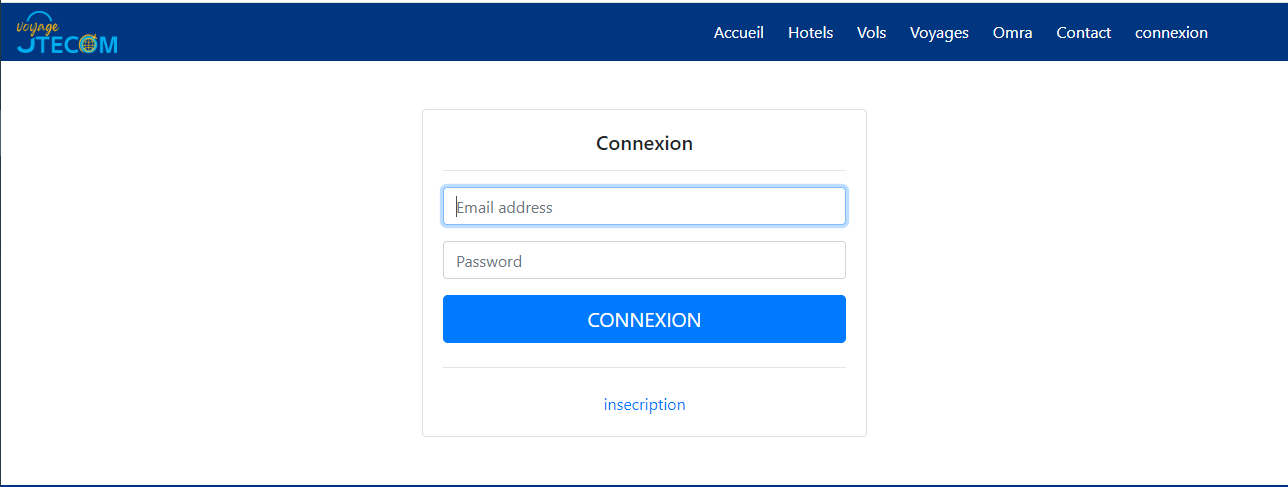 voyage
JTECOM
Accueil Hotels Vols Voyages Omra Contact connexion
Connexion
Email address
Password
CONNEXION
insecription